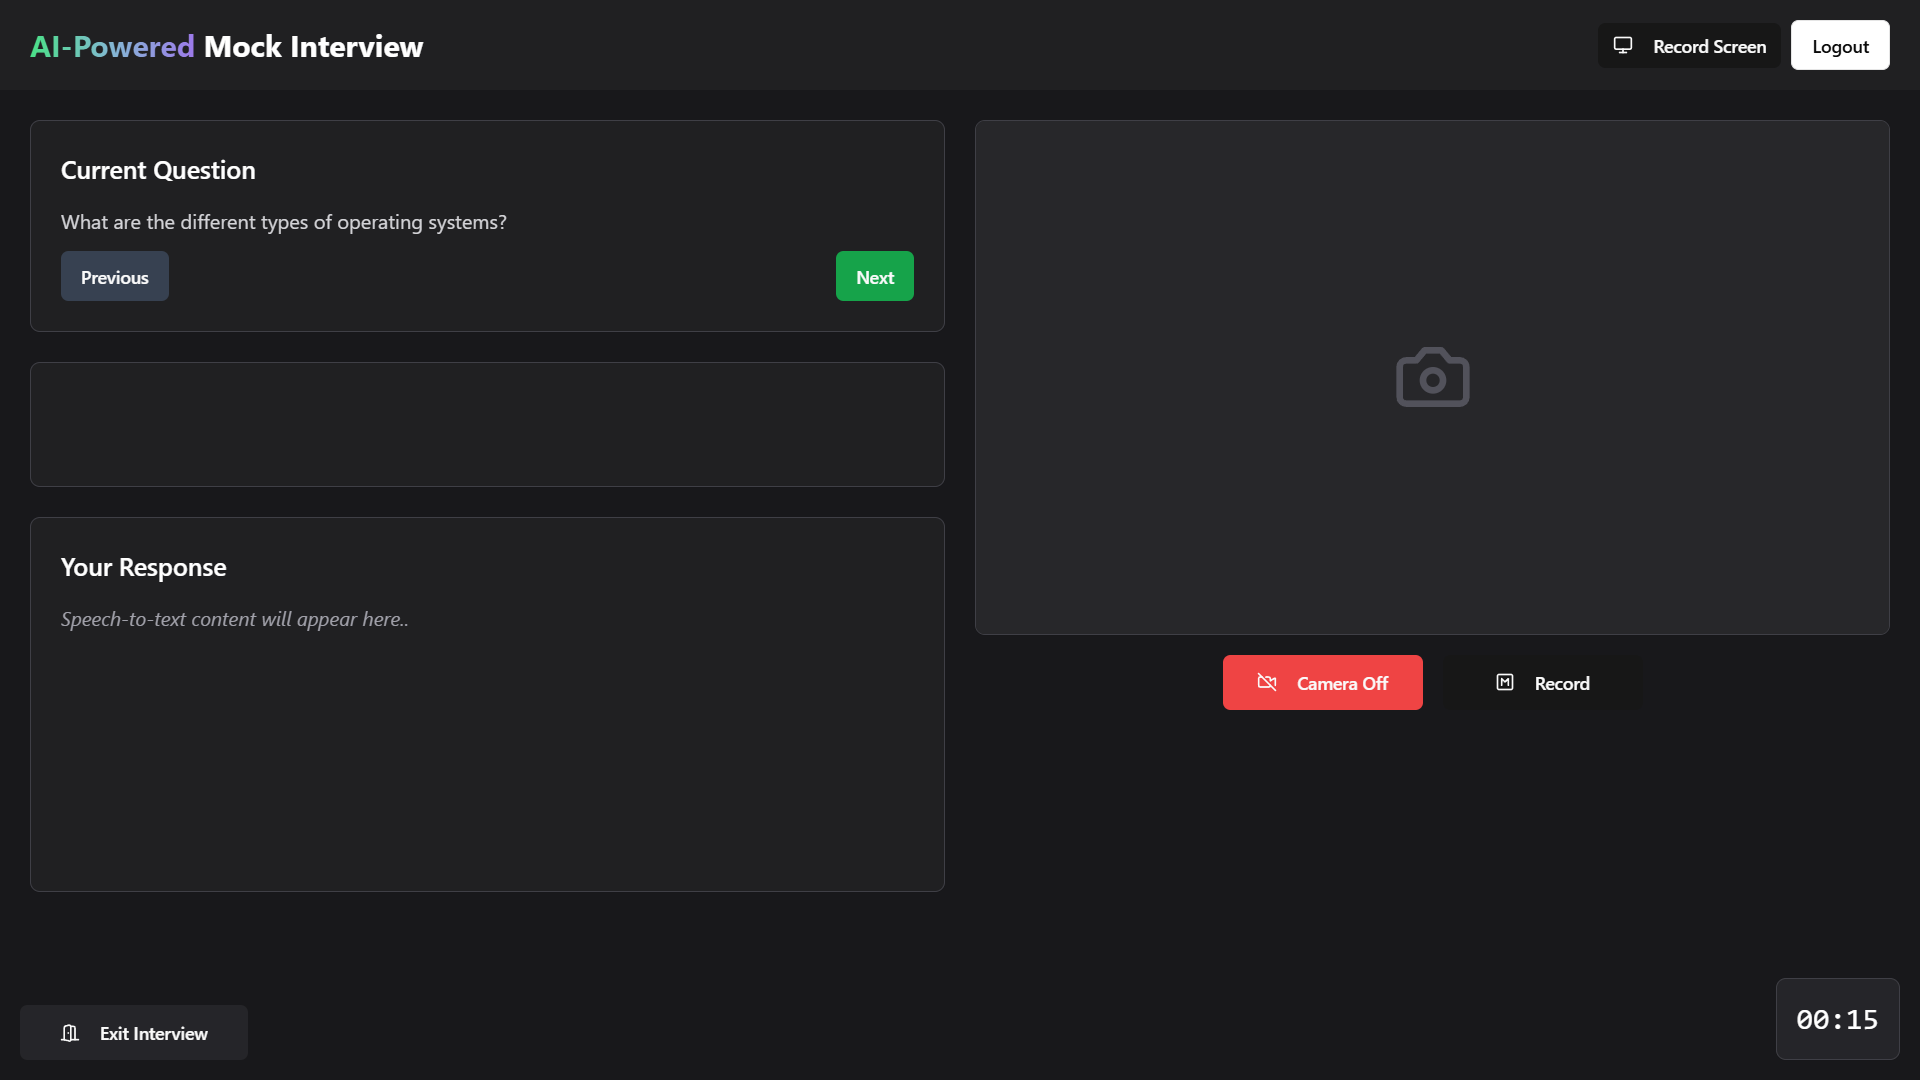 AI-Powered Mock Interview
Record Screen
Logout
Current Question
What are the different types of operating systems?
Previous
Next
Your Response
Speech-to-text content will appear here..
Camera Off
Record
Exit Interview
00:15